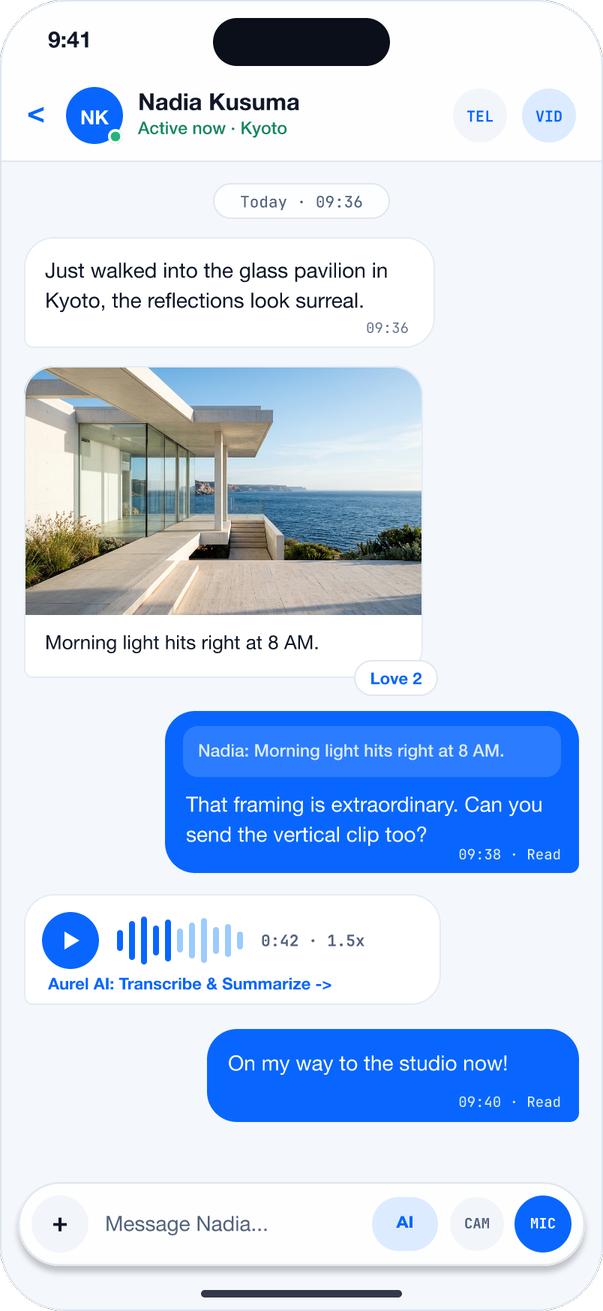 9:41
<
NK
Nadia Kusuma
Active now · Kyoto
TEL
VID
Today · 09:36
Just walked into the glass pavilion in
Kyoto, the reflections look surreal.
09:36
Morning light hits right at 8 AM.
Love 2
Nadia: Morning light hits right at 8 AM.
That framing is extraordinary. Can you
send the vertical clip too?
09:38 · Read
0:42 · 1.5x
Aurel AI: Transcribe & Summarize ->
On my way to the studio now!
09:40 · Read
+
Message Nadia...
AI
CAM
MIC